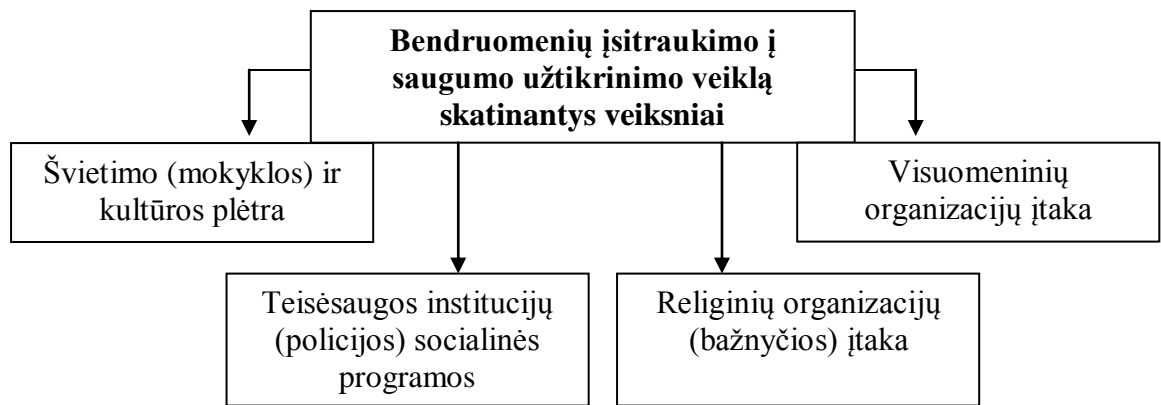 Bendruomenių įsitraukimo į
saugumo užtikrinimo veiklą
skatinantys veiksniai
Švietimo (mokyklos) ir
kultūros plėtra
Visuomeninių
organizacijų įtaka
Teisėsaugos institucijų
(policijos) socialinės
programos
Religinių organizacijų
(bažnyčios) įtaka